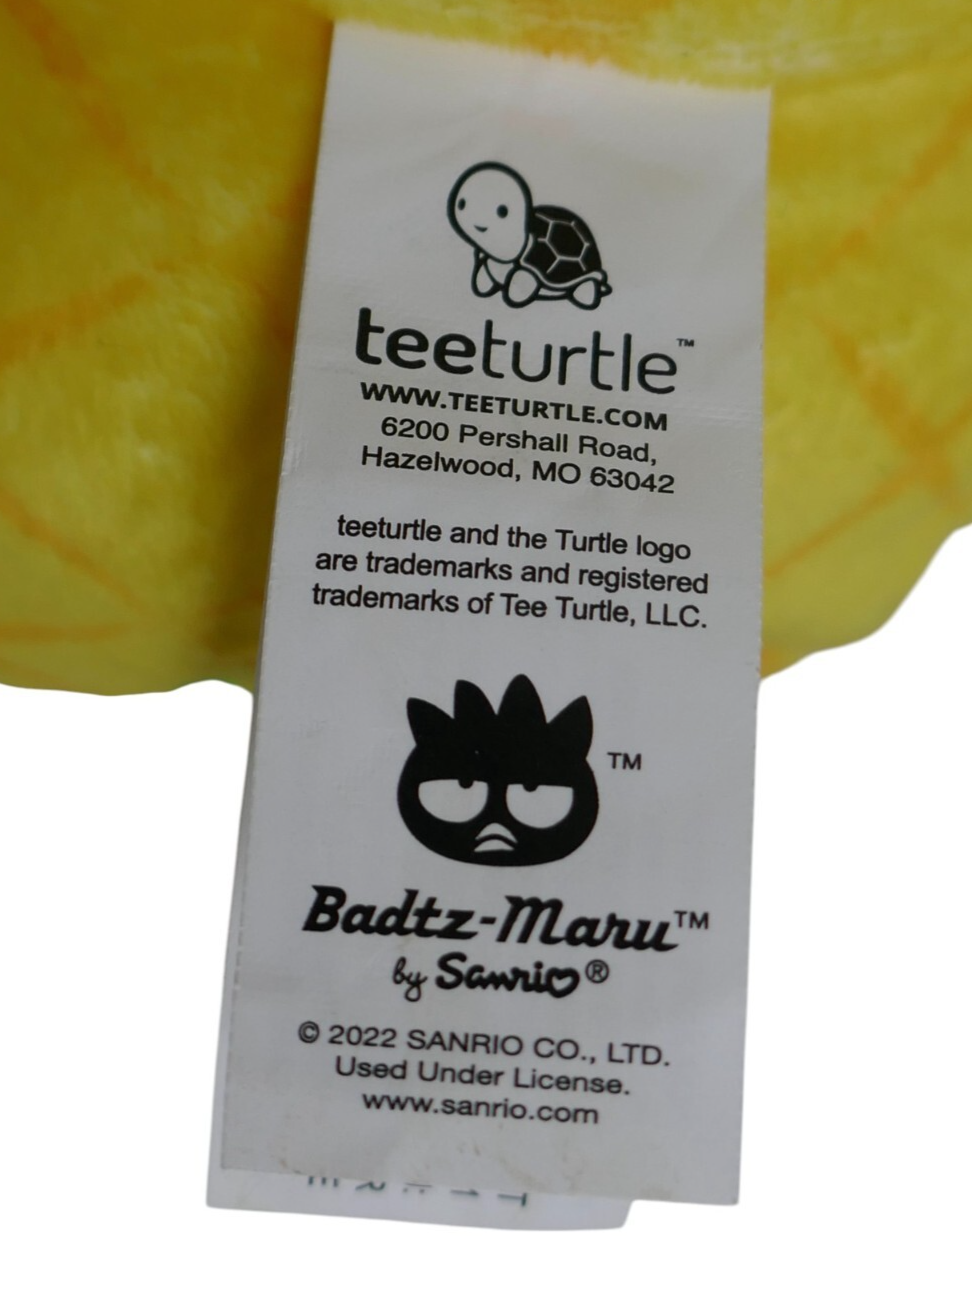 teeturtle™
WWW.TEETURTLE.COM
6200 Pershall Road,
Hazelwood, MO 63042
teeturtle and the Turtle logo
are trademarks and registered
trademarks of Tee Turtle, LLC.
TM
Badtz-Maru™
by Sanrio®
© 2022 SANRIO CO., LTD.
Used Under License.
www.sanrio.com